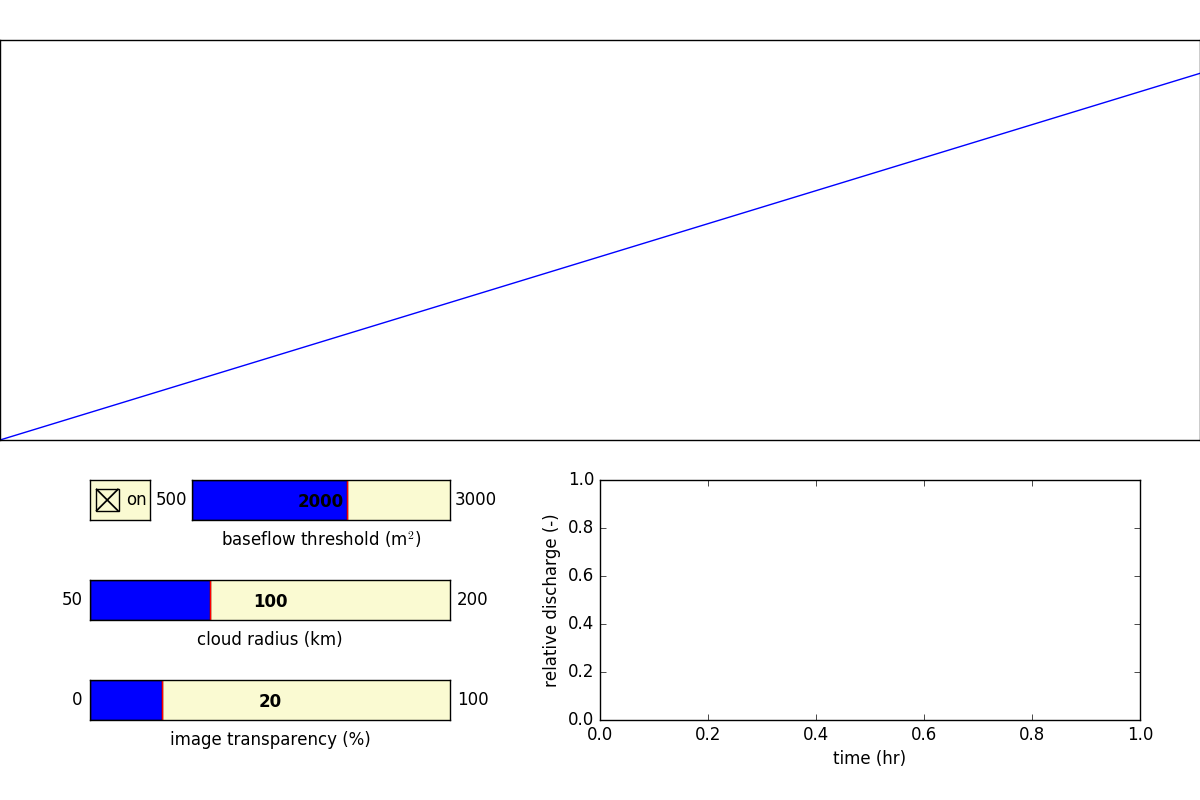 on 500 2000 3000
baseflow threshold (m²)
50 100 200
cloud radius (km)
0 20 100
image transparency (%)
relative discharge (-)
1.0
0.8
0.6
0.4
0.2
0.0
0.0 0.2 0.4 0.6 0.8 1.0
time (hr)